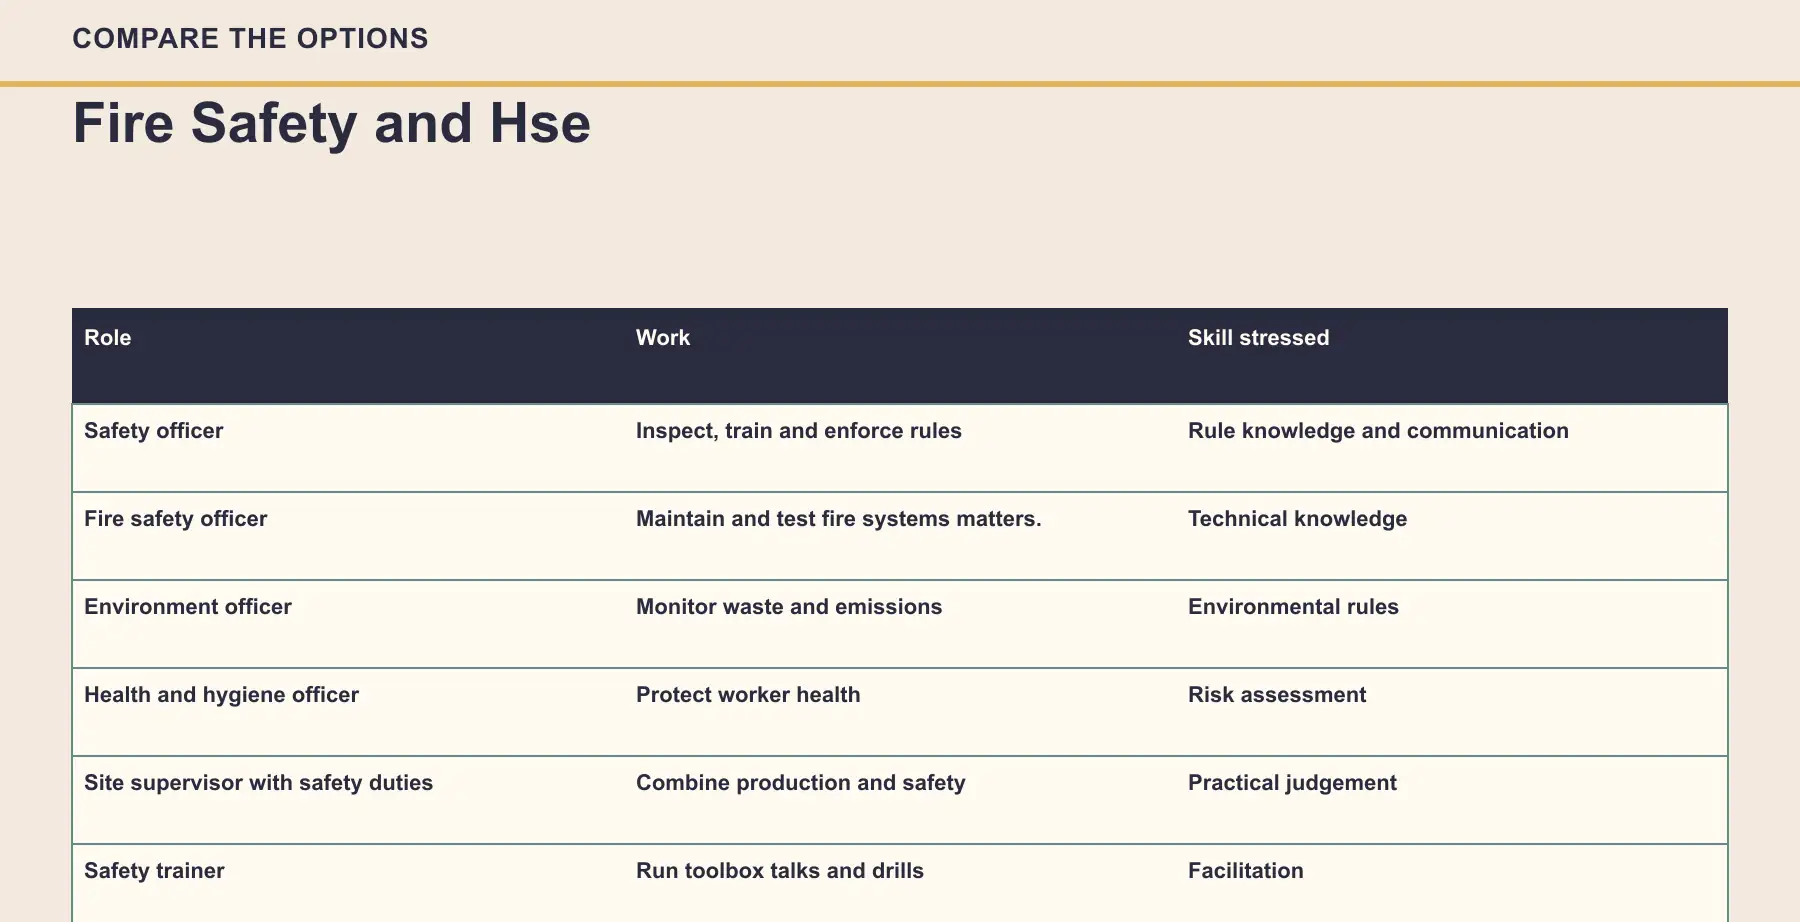 COMPARE THE OPTIONS
Fire Safety and Hse
Role Work Skill stressed
Safety officer Inspect, train and enforce rules Rule knowledge and communication
Fire safety officer Maintain and test fire systems matters. Technical knowledge
Environment officer Monitor waste and emissions Environmental rules
Health and hygiene officer Protect worker health Risk assessment
Site supervisor with safety duties Combine production and safety Practical judgement
Safety trainer Run toolbox talks and drills Facilitation